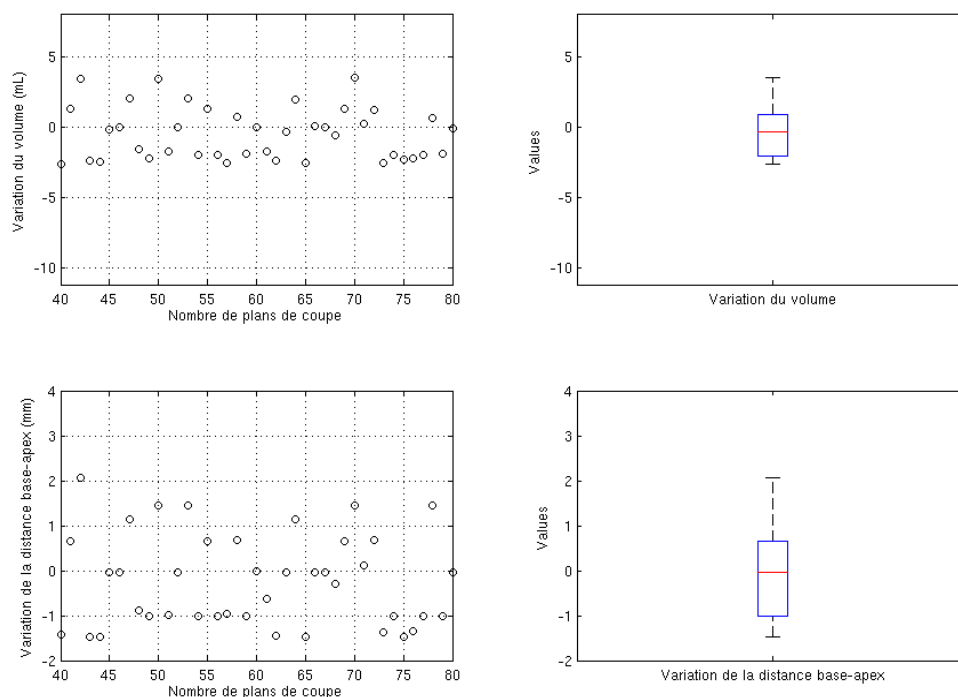 Variation du volume (mL)
5
0
-5
-10
40 45 50 55 60 65 70 75 80
Nombre de plans de coupe
Values
5
0
-5
-10
Variation du volume
Variation de la distance base-apex (mm)
4
3
2
1
0
-1
-2
40 45 50 55 60 65 70 75 80
Nombre de plans de coupe
Values
4
3
2
1
0
-1
-2
Variation de la distance base-apex